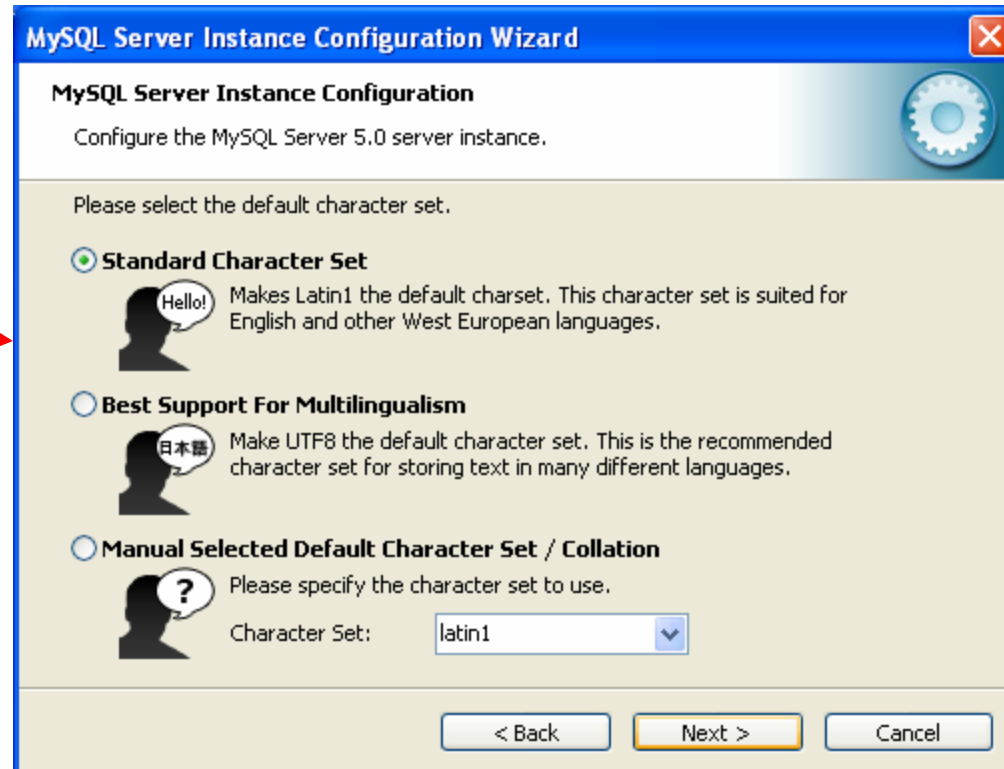 MySQL Server Instance Configuration Wizard
MySQL Server Instance Configuration
Configure the MySQL Server 5.0 server instance.
Please select the default character set.
Standard Character Set
Hello!
Makes Latin1 the default charset. This character set is suited for
English and other West European languages.
Best Support For Multilingualism
日本語
Make UTF8 the default character set. This is the recommended
character set for storing text in many different languages.
Manual Selected Default Character Set / Collation
?
Please specify the character set to use.
Character Set: latin1
< Back Next > Cancel